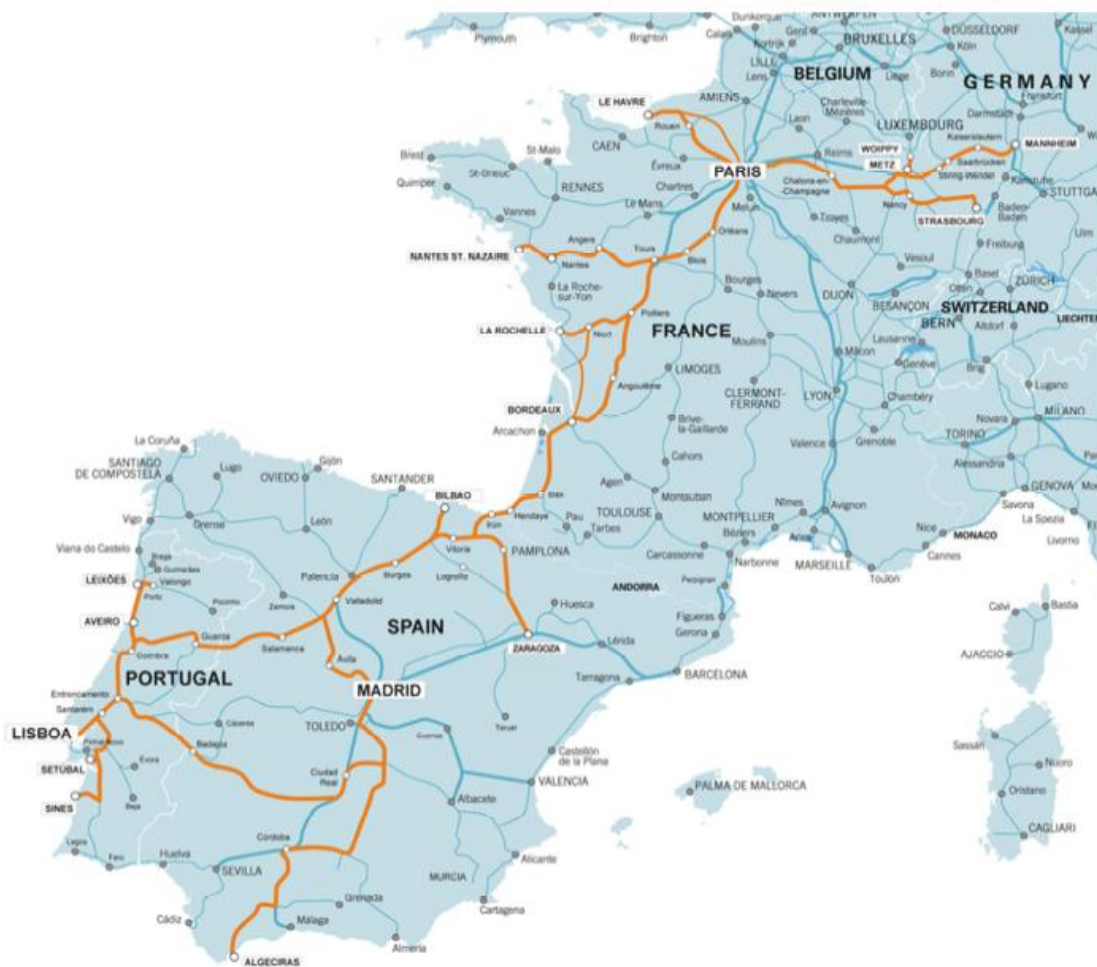 Plymouth
Brighton
Dunkerque
Calais
Gent
ANTWERPEN
DÜSSELDORF
Kassel
Kortrijk
BRUXELLES
Köln
LILLE
Lens
Liège
Bonn
BELGIUM
GERMANY
LE HAVRE
AMIENS
Charleville-
Mézières
Frankfurt
Darmstadt
Rouen
Laon
LUXEMBOURG
Kaiserslautern
CAEN
WOIPPY
MANNHEIM
Brest
St-Malo
Évreux
Reims
METZ
Saarbrücken
St-Brieuc
PARIS
Stiring-Wendel
Karlsruhe
Quimper
RENNES
Chartres
Chalons-en-
Champagne
STUTTGA
Le Mans
Melun
Nancy
Baden-
Baden
Vannes
Troyes
STRASBOURG
Orléans
Chaumont
Ulm
Angers
Tours
Blois
Freiburg
NANTES ST. NAZAIRE
Nantes
Vesoul
Basel
Bourges
DIJON
Olten
ZÜRICH
La Roche-
sur-Yon
Nevers
BESANÇON
SWITZERLAND
Poitiers
BERN
Altdorf
LIECHTEN
LA ROCHELLE
Niort
FRANCE
Moulins
Lausanne
Mâcon
Genève
Brig
Angoulême
LIMOGES
CLERMONT-
FERRAND
LYON
Chambéry
Lugano
BORDEAUX
Novara
MILANO
Arcachon
Brive-
la-Gaillarde
Valence
Grenoble
TORINO
La Coruña
Alessandria
SANTIAGO
DE COMPOSTELA
Lugo
OVIEDO
Gijón
SANTANDER
Cahors
GENOVA
Agen
Savona
BILBAO
Dax
Montauban
Nîmes
Avignon
La Spezia
Vigo
Orense
León
Irún
Hendaye
Pau
Tarbes
TOULOUSE
MONTPELLIER
Nice
MONACO
Livorno
Viana do Castelo
Vitoria
PAMPLONA
Béziers
Arles
Cannes
Braga
Guimarães
Burgos
Logroño
Carcassonne
Narbonne
MARSEILLE
Toulon
LEIXÕES
Valongo
Palencia
ANDORRA
Perpignan
Porto
Pocinho
Zamora
Valladolid
Huesca
Figueras
Calvi
Bastia
AVEIRO
Guarda
SPAIN
Gerona
Coimbra
Salamanca
ZARAGOZA
Lérida
AJACCIO
Ávila
PORTUGAL
MADRID
BARCELONA
Entroncamento
Tarragona
Santarém
Cáceres
TOLEDO
Cuenca
Teruel
LISBOA
Badajoz
Sassari
Castellón
de la Plana
SETÚBAL
Évora
Ciudad
Real
Nuoro
VALENCIA
PALMA DE MALLORCA
SINES
Beja
Albacete
Oristano
CAGLIARI
Lagos
Faro
Huelva
Córdoba
SEVILLA
Alicante
MURCIA
Granada
Cartagena
Cádiz
Málaga
Almería
ALGECIRAS